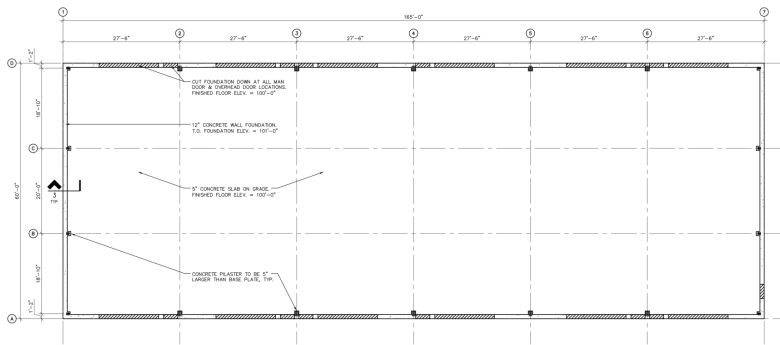 1
7
165'-0"
2
3
4
5
6
27'-6"
27'-6"
27'-6"
27'-6"
27'-6"
27'-6"
D
1'-2"
CUT FOUNDATION DOWN AT ALL MAN
DOOR & OVERHEAD DOOR LOCATIONS.
FINISHED FLOOR ELEV. = 100'-0"
18'-10"
12" CONCRETE WALL FOUNDATION.
T.O. FOUNDATION ELEV. = 101'-0"
C
60'-0"
20'-0"
3
TYP
5" CONCRETE SLAB ON GRADE.
FINISHED FLOOR ELEV. = 100'-0"
B
18'-10"
CONCRETE PILASTER TO BE 5"
LARGER THAN BASE PLATE, TYP.
1'-2"
A